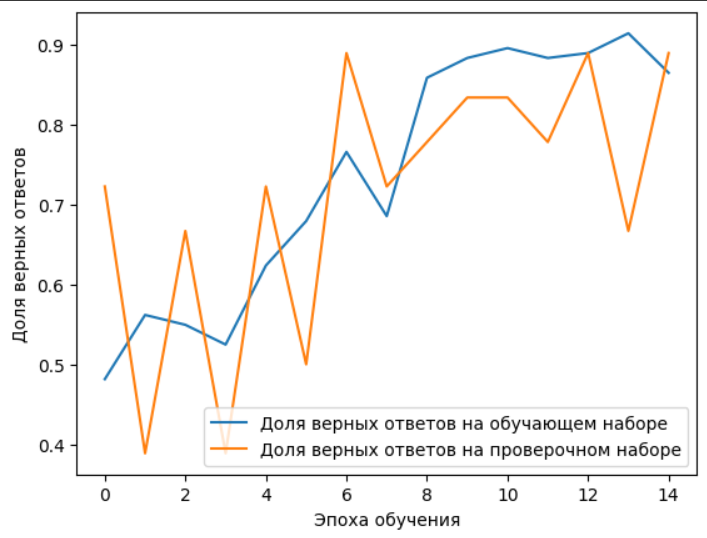 Доля верных ответов
0.9
0.8
0.7
0.6
0.5
0.4
Доля верных ответов на обучающем наборе
Доля верных ответов на проверочном наборе
0 2 4 6 8 10 12 14
Эпоха обучения